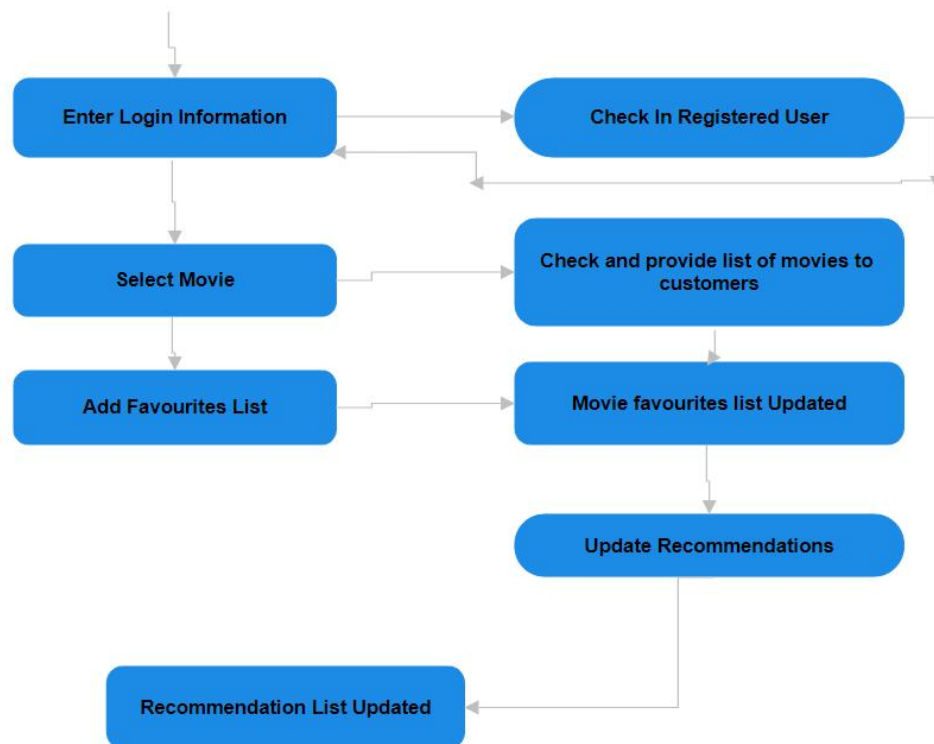 Enter Login Information
Check In Registered User
Select Movie
Check and provide list of movies to
customers
Add Favourites List
Movie favourites list Updated
Update Recommendations
Recommendation List Updated